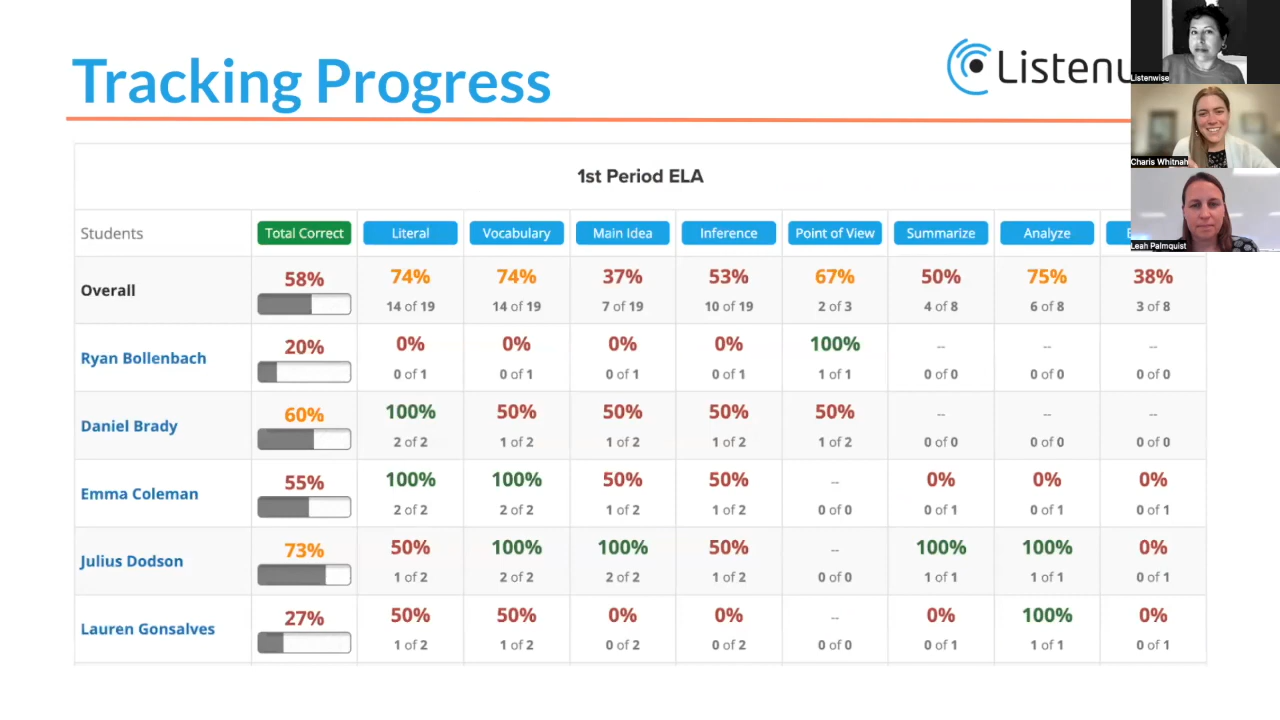 Tracking Progress
Listenw
Listenwise
Charis Whitnah
Leah Palmquist
1st Period ELA
Students Total Correct Literal Vocabulary Main Idea Inference Point of View Summarize Analyze
Overall 58% 74% 74% 37% 53% 67% 50% 75% 38%
14 of 19 14 of 19 7 of 19 10 of 19 2 of 3 4 of 8 6 of 8 3 of 8
Ryan Bollenbach 20% 0% 0% 0% 0% 100% -- -- --
0 of 1 0 of 1 0 of 1 0 of 1 1 of 1 0 of 0 0 of 0 0 of 0
Daniel Brady 60% 100% 50% 50% 50% 50% -- -- --
2 of 2 1 of 2 1 of 2 1 of 2 1 of 2 0 of 0 0 of 0 0 of 0
Emma Coleman 55% 100% 100% 50% 50% -- 0% 0% 0%
2 of 2 2 of 2 1 of 2 1 of 2 0 of 0 0 of 1 0 of 1 0 of 1
Julius Dodson 73% 50% 100% 100% 50% -- 100% 100% 0%
1 of 2 2 of 2 2 of 2 1 of 2 0 of 0 1 of 1 1 of 1 0 of 1
Lauren Gonsalves 27% 50% 50% 0% 0% -- 0% 100% 0%
1 of 2 1 of 2 0 of 2 0 of 2 0 of 0 0 of 1 1 of 1 0 of 1